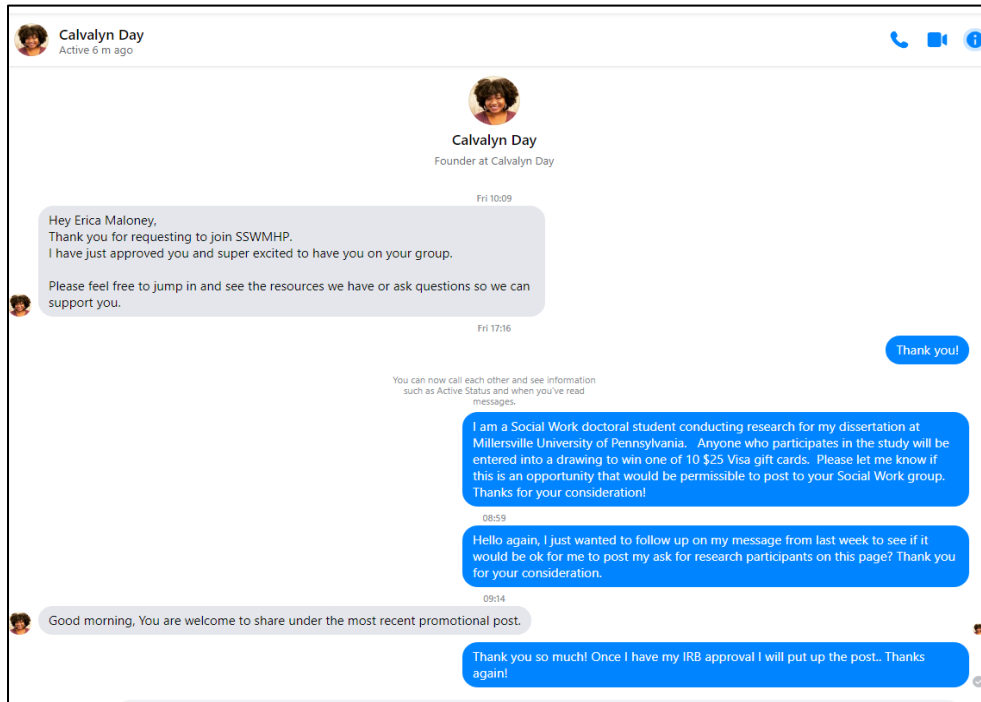 Calvalyn Day
Active 6 m ago
Calvalyn Day
Founder at Calvalyn Day
Fri 10:09
Hey Erica Maloney,
Thank you for requesting to join SSWMHP.
I have just approved you and super excited to have you on your group.
Please feel free to jump in and see the resources we have or ask questions so we can
support you.
Fri 17:16
Thank you!
You can now call each other and see information
such as Active Status and when you've read
messages.
I am a Social Work doctoral student conducting research for my dissertation at
Millersville University of Pennsylvania.   Anyone who participates in the study will be
entered into a drawing to win one of 10 $25 Visa gift cards.  Please let me know if
this is an opportunity that would be permissible to post to your Social Work group.
Thanks for your consideration!
08:59
Hello again, I just wanted to follow up on my message from last week to see if it
would be ok for me to post my ask for research participants on this page? Thank you
for your consideration.
09:14
Good morning, You are welcome to share under the most recent promotional post.
Thank you so much! Once I have my IRB approval I will put up the post.. Thanks
again!